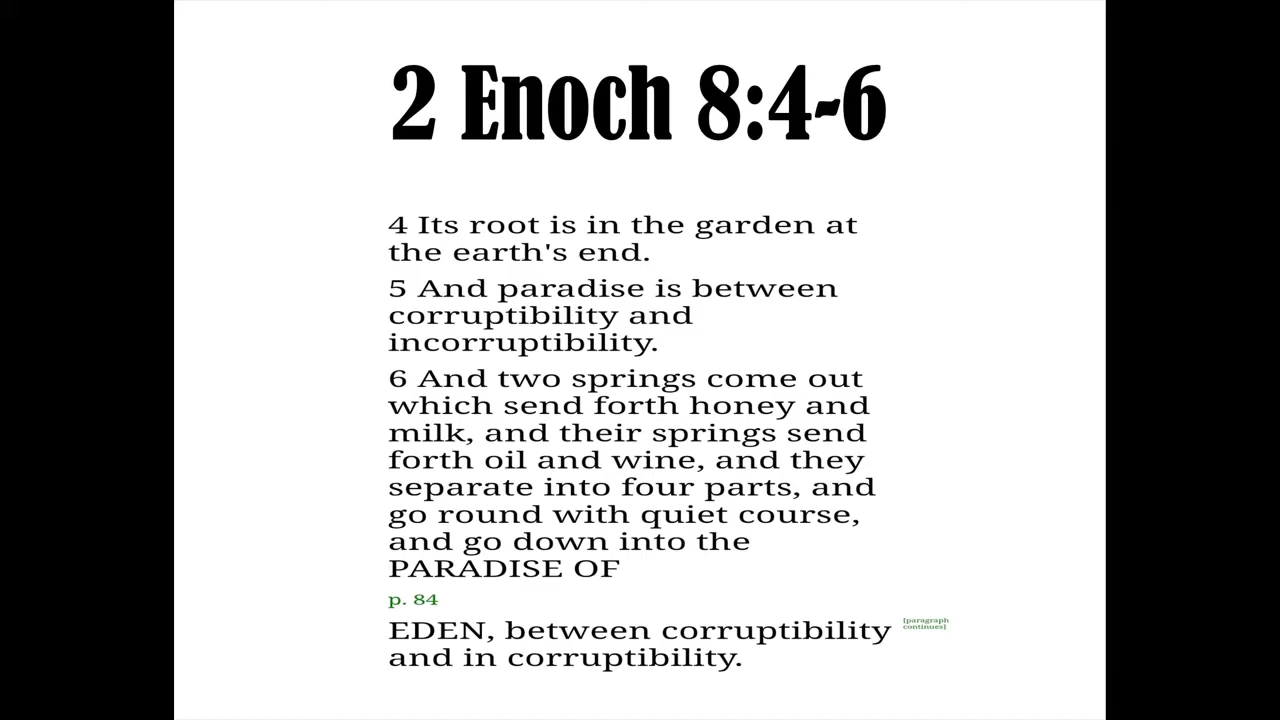 2 Enoch 8:4-6
4 Its root is in the garden at
the earth's end.
5 And paradise is between
corruptibility and
incorruptibility.
6 And two springs come out
which send forth honey and
milk, and their springs send
forth oil and wine, and they
separate into four parts, and
go round with quiet course,
and go down into the
PARADISE OF
p. 84
[paragraph
continues]
EDEN, between corruptibility
and in corruptibility.